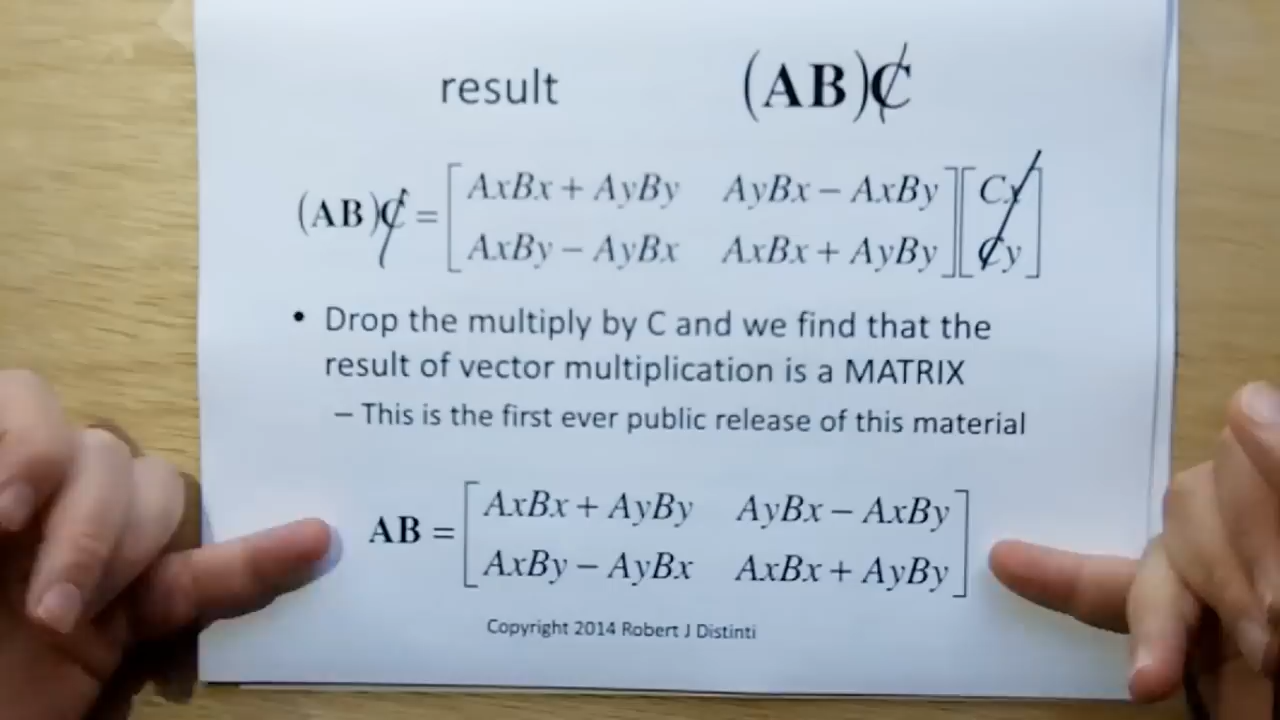 result (AB)C
(AB)C = [AxBx + AyBy AyBx − AxBy] [Cx]
[AxBy − AyBx AxBx + AyBy] [Cy]
• Drop the multiply by C and we find that the
result of vector multiplication is a MATRIX
– This is the first ever public release of this material
AB = [AxBx + AyBy AyBx − AxBy]
[AxBy − AyBx AxBx + AyBy]
Copyright 2014 Robert J Distinti